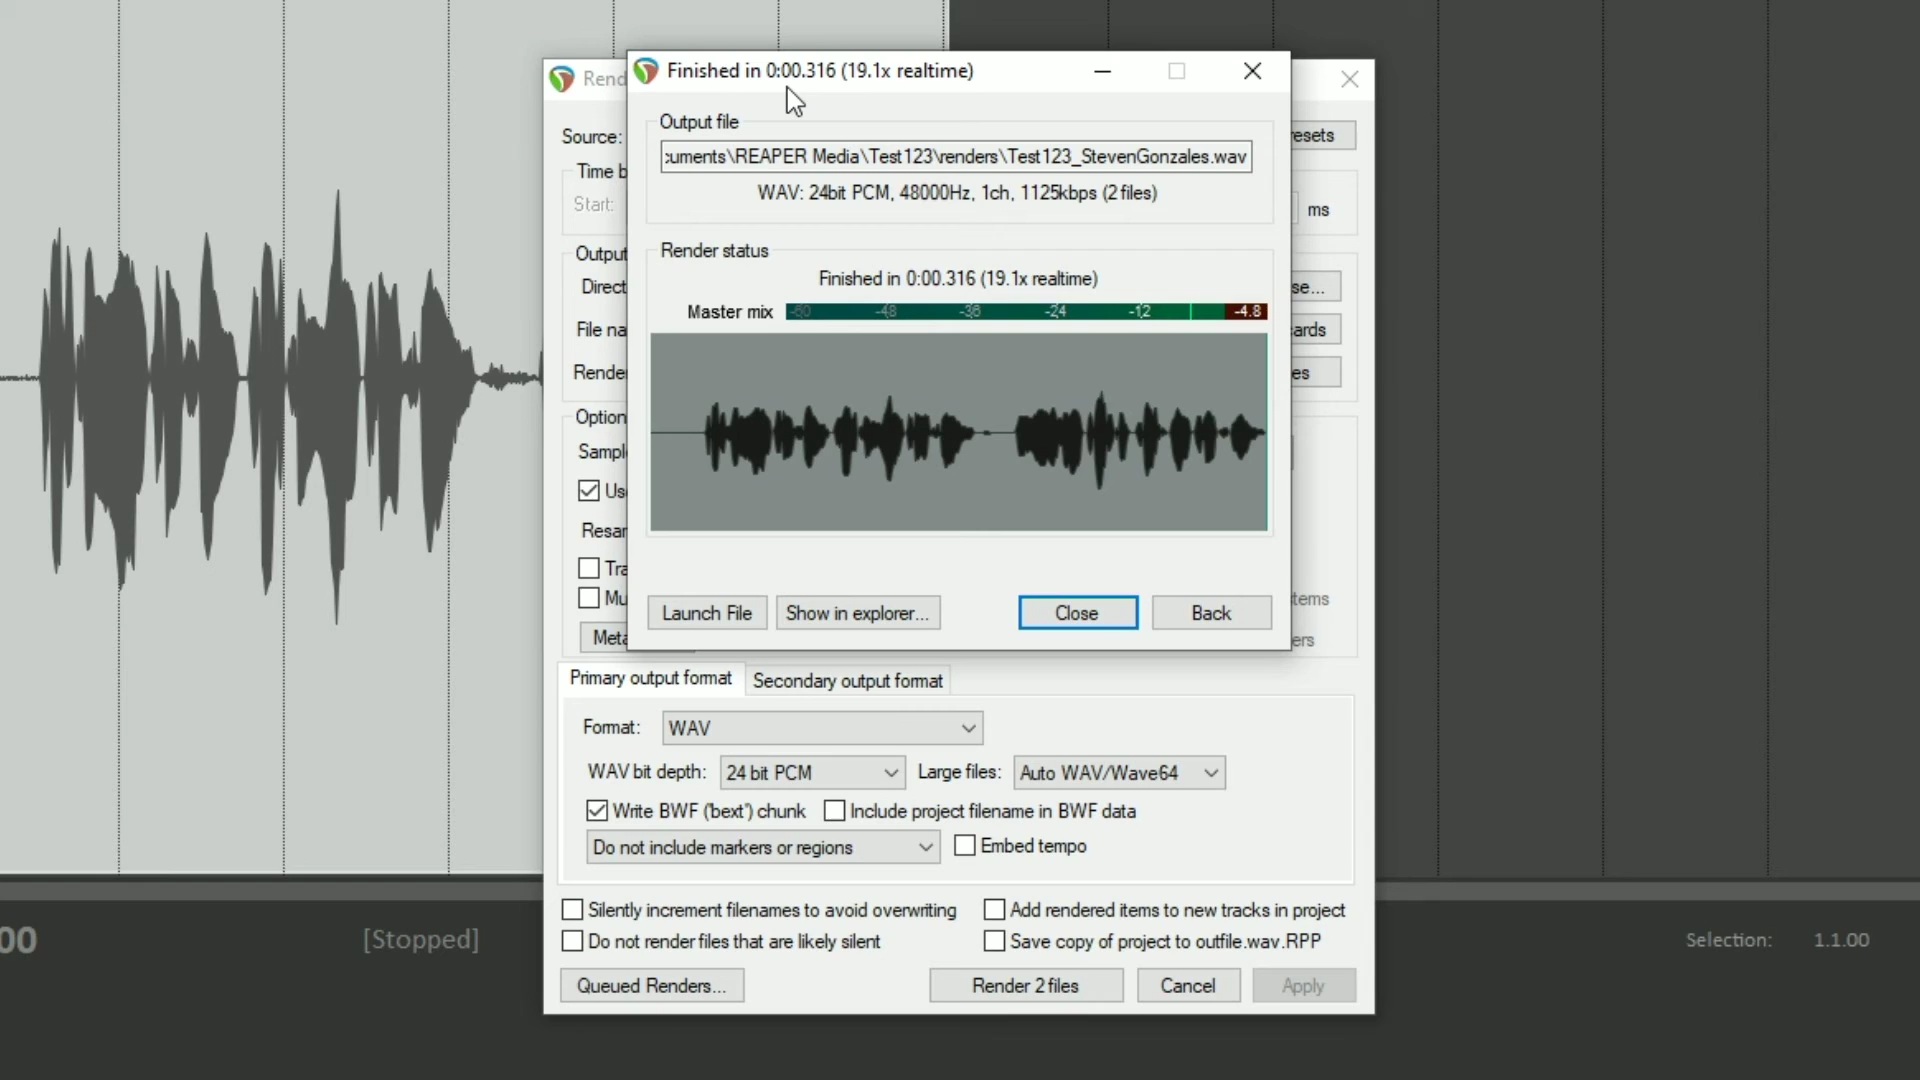 Finished in 0:00.316 (19.1x realtime)
Rend
Output file
:uments\REAPER Media\Test123\renders\Test123_StevenGonzales.wav
WAV: 24bit PCM, 48000Hz, 1ch, 1125kbps (2 files)
Render status
Finished in 0:00.316 (19.1x realtime)
Master mix -60 -48 -36 -24 -12 -4.8
Launch File Show in explorer... Close Back
Source: resets
Time b
Start: ms
Output
Direct se...
File na ards
Render es
Option
Sampl
Us
Resar
Tra
Mu tems
Meta ers
Primary output format Secondary output format
Format: WAV
WAV bit depth: 24 bit PCM Large files: Auto WAV/Wave64
Write BWF ('bext') chunk Include project filename in BWF data
Do not include markers or regions Embed tempo
Silently increment filenames to avoid overwriting Add rendered items to new tracks in project
Do not render files that are likely silent Save copy of project to outfile.wav.RPP
Queued Renders... Render 2 files Cancel Apply
00 [Stopped] Selection: 1.1.00